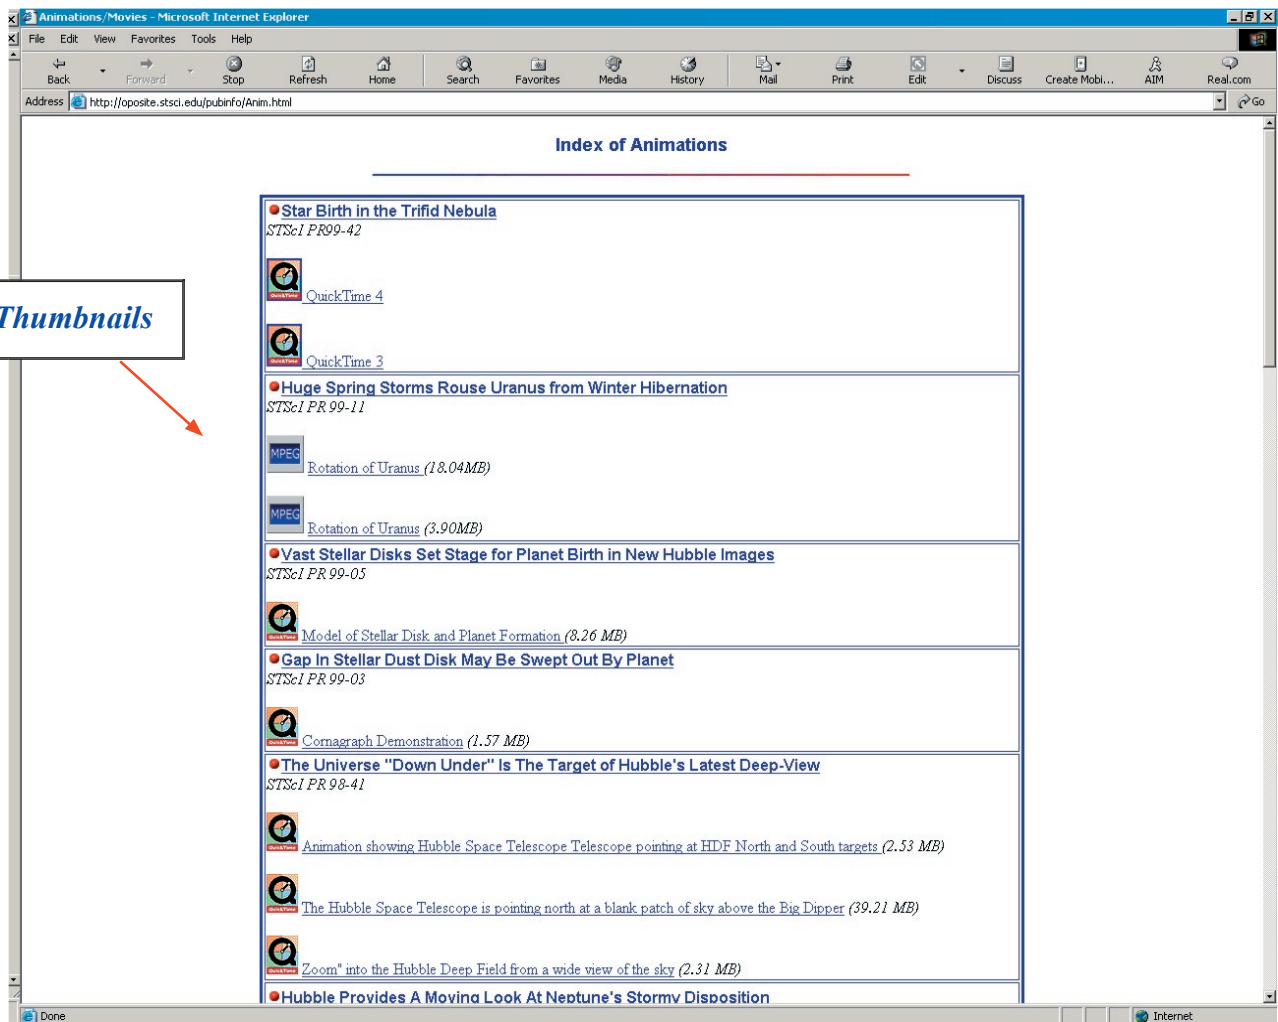 Animations/Movies - Microsoft Internet Explorer
File Edit View Favorites Tools Help
Back Forward Stop Refresh Home Search Favorites Media History Mail Print Edit Discuss Create Mobi... AIM Real.com
Address http://oposite.stsci.edu/pubinfo/Anim.html Go
Index of Animations
Star Birth in the Trifid Nebula
STScI PR99-42
QuickTime QuickTime 4
QuickTime QuickTime 3
Thumbnails
Huge Spring Storms Rouse Uranus from Winter Hibernation
STScI PR 99-11
MPEG Rotation of Uranus (18.04MB)
MPEG Rotation of Uranus (3.90MB)
Vast Stellar Disks Set Stage for Planet Birth in New Hubble Images
STScI PR 99-05
QuickTime Model of Stellar Disk and Planet Formation (8.26 MB)
Gap In Stellar Dust Disk May Be Swept Out By Planet
STScI PR 99-03
QuickTime Cornagraph Demonstration (1.57 MB)
The Universe "Down Under" Is The Target of Hubble's Latest Deep-View
STScI PR 98-41
QuickTime Animation showing Hubble Space Telescope Telescope pointing at HDF North and South targets (2.53 MB)
QuickTime The Hubble Space Telescope is pointing north at a blank patch of sky above the Big Dipper (39.21 MB)
QuickTime Zoom" into the Hubble Deep Field from a wide view of the sky (2.31 MB)
Hubble Provides A Moving Look At Neptune's Stormy Disposition
Done Internet